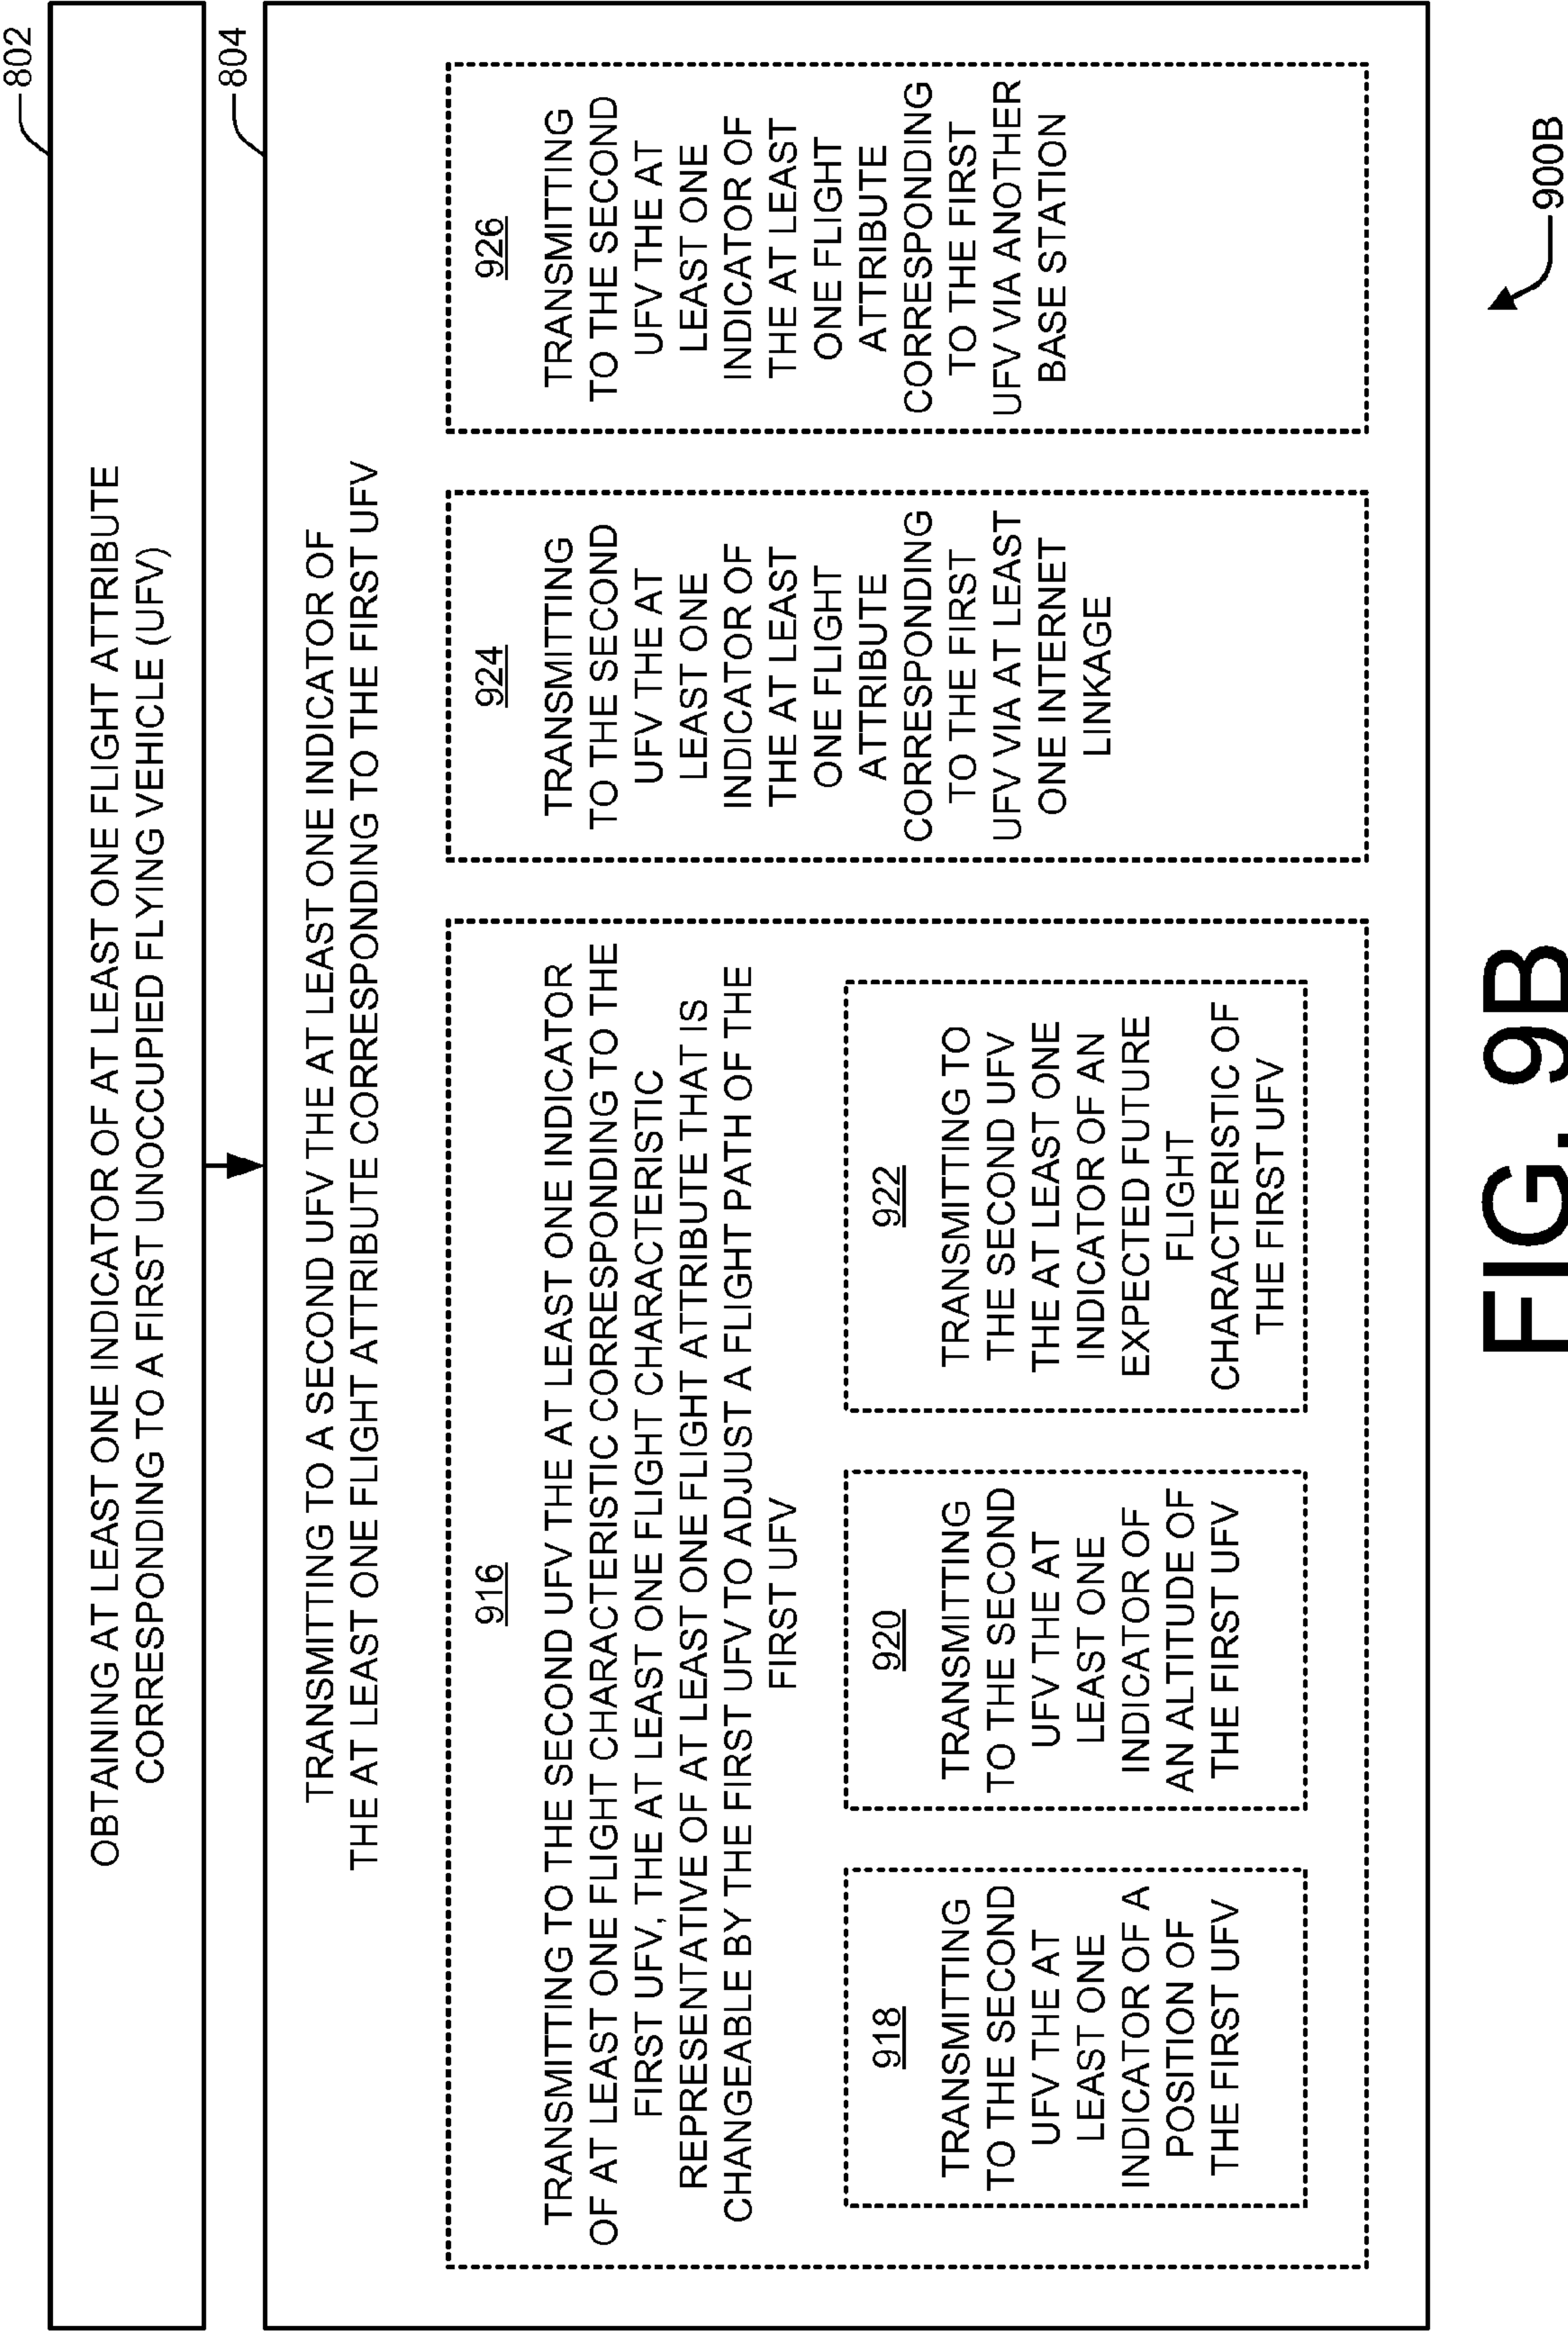 802
OBTAINING AT LEAST ONE INDICATOR OF AT LEAST ONE FLIGHT ATTRIBUTE
CORRESPONDING TO A FIRST UNOCCUPIED FLYING VEHICLE (UFV)
804
TRANSMITTING TO A SECOND UFV THE AT LEAST ONE INDICATOR OF
THE AT LEAST ONE FLIGHT ATTRIBUTE CORRESPONDING TO THE FIRST UFV
916
TRANSMITTING TO THE SECOND UFV THE AT LEAST ONE INDICATOR
OF AT LEAST ONE FLIGHT CHARACTERISTIC CORRESPONDING TO THE
FIRST UFV, THE AT LEAST ONE FLIGHT CHARACTERISTIC
REPRESENTATIVE OF AT LEAST ONE FLIGHT ATTRIBUTE THAT IS
CHANGEABLE BY THE FIRST UFV TO ADJUST A FLIGHT PATH OF THE
FIRST UFV
918
TRANSMITTING
TO THE SECOND
UFV THE AT
LEAST ONE
INDICATOR OF A
POSITION OF
THE FIRST UFV
920
TRANSMITTING
TO THE SECOND
UFV THE AT
LEAST ONE
INDICATOR OF
AN ALTITUDE OF
THE FIRST UFV
922
TRANSMITTING TO
THE SECOND UFV
THE AT LEAST ONE
INDICATOR OF AN
EXPECTED FUTURE
FLIGHT
CHARACTERISTIC OF
THE FIRST UFV
924
TRANSMITTING
TO THE SECOND
UFV THE AT
LEAST ONE
INDICATOR OF
THE AT LEAST
ONE FLIGHT
ATTRIBUTE
CORRESPONDING
TO THE FIRST
UFV VIA AT LEAST
ONE INTERNET
LINKAGE
926
TRANSMITTING
TO THE SECOND
UFV THE AT
LEAST ONE
INDICATOR OF
THE AT LEAST
ONE FLIGHT
ATTRIBUTE
CORRESPONDING
TO THE FIRST
UFV VIA ANOTHER
BASE STATION
900B
FIG. 9B